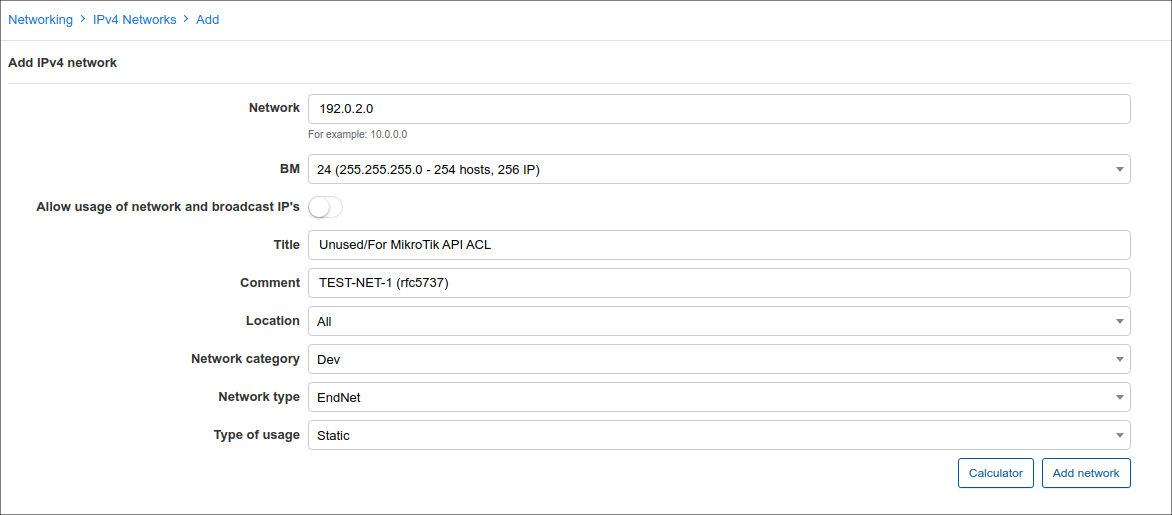 Networking > IPv4 Networks > Add
Add IPv4 network
Network 192.0.2.0
For example: 10.0.0.0
BM 24 (255.255.255.0 - 254 hosts, 256 IP)
Allow usage of network and broadcast IP's
Title Unused/For MikroTik API ACL
Comment TEST-NET-1 (rfc5737)
Location All
Network category Dev
Network type EndNet
Type of usage Static
Calculator Add network